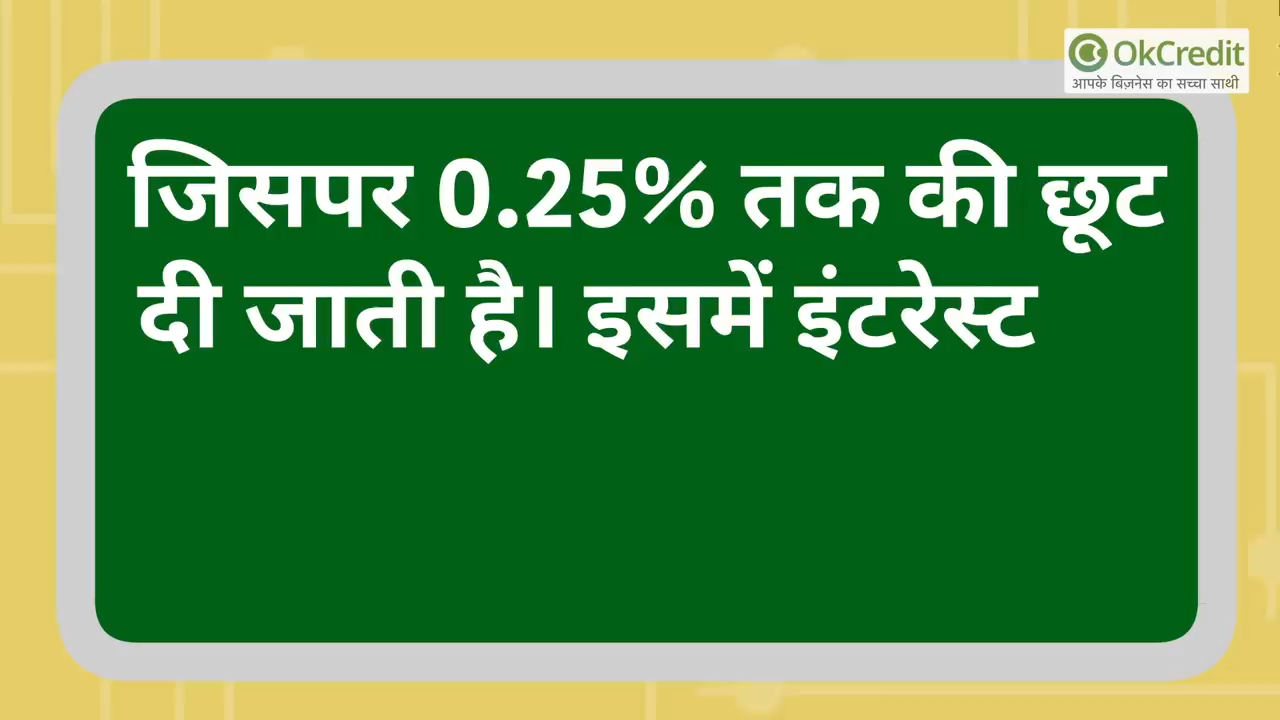 OkCredit
आपके बिज़नेस का सच्चा साथी
जिसपर 0.25% तक की छूट
दी जाती है। इसमें इंटरेस्ट